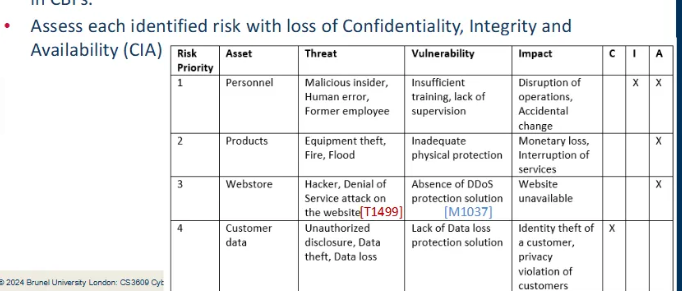 in CBFs.
• Assess each identified risk with loss of Confidentiality, Integrity and
Availability (CIA)
Risk Priority | Asset | Threat | Vulnerability | Impact | C | I | A
1 | Personnel | Malicious insider, Human error, Former employee | Insufficient training, lack of supervision | Disruption of operations, Accidental change | | X | X
2 | Products | Equipment theft, Fire, Flood | Inadequate physical protection | Monetary loss, Interruption of services | | | X
3 | Webstore | Hacker, Denial of Service attack on the website[T1499] | Absence of DDoS protection solution [M1037] | Website unavailable | | | X
4 | Customer data | Unauthorized disclosure, Data theft, Data loss | Lack of Data loss protection solution | Identity theft of a customer, privacy violation of customers | X | |
© 2024 Brunel University London: CS3609 Cyb